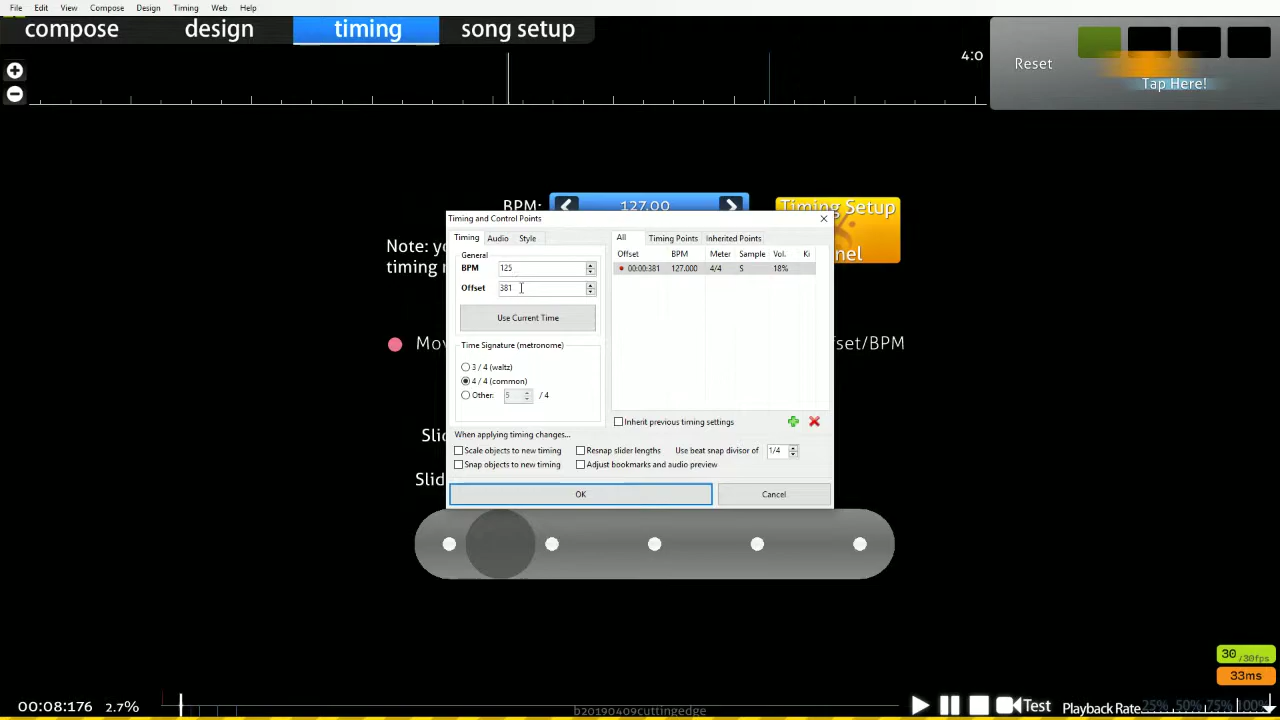 File Edit View Compose Design Timing Web Help
compose design timing song setup
4:0
Reset
Tap Here!
BPM: 127.00
Timing Setup
nel
Note: yo
timing n
Timing and Control Points
Timing Audio Style
General
BPM 125
Offset 381
Use Current Time
Time Signature (metronome)
3 / 4 (waltz)
4 / 4 (common)
Other: 5 / 4
All Timing Points Inherited Points
Offset BPM Meter Sample Vol. Ki
00:00:381 127.000 4/4 S 18%
Inherit previous timing settings
When applying timing changes...
Scale objects to new timing Resnap slider lengths Use beat snap divisor of 1/4
Snap objects to new timing Adjust bookmarks and audio preview
OK Cancel
Mov
fset/BPM
Sli
Slid
30 /30fps
33ms
00:08:176 2.7%
b20190409cuttingedge
Test
Playback Rate 25% 50% 75% 100%